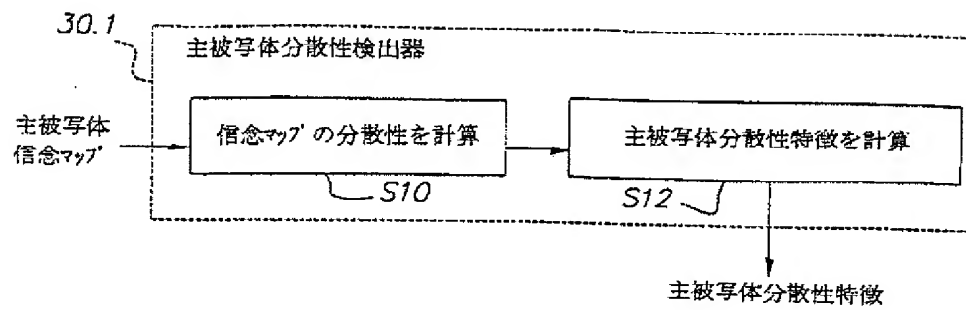 30.1
主被写体分散性検出器
主被写体
信念マップ
信念マップの分散性を計算
主被写体分散性特徴を計算
S10
S12
主被写体分散性特徴